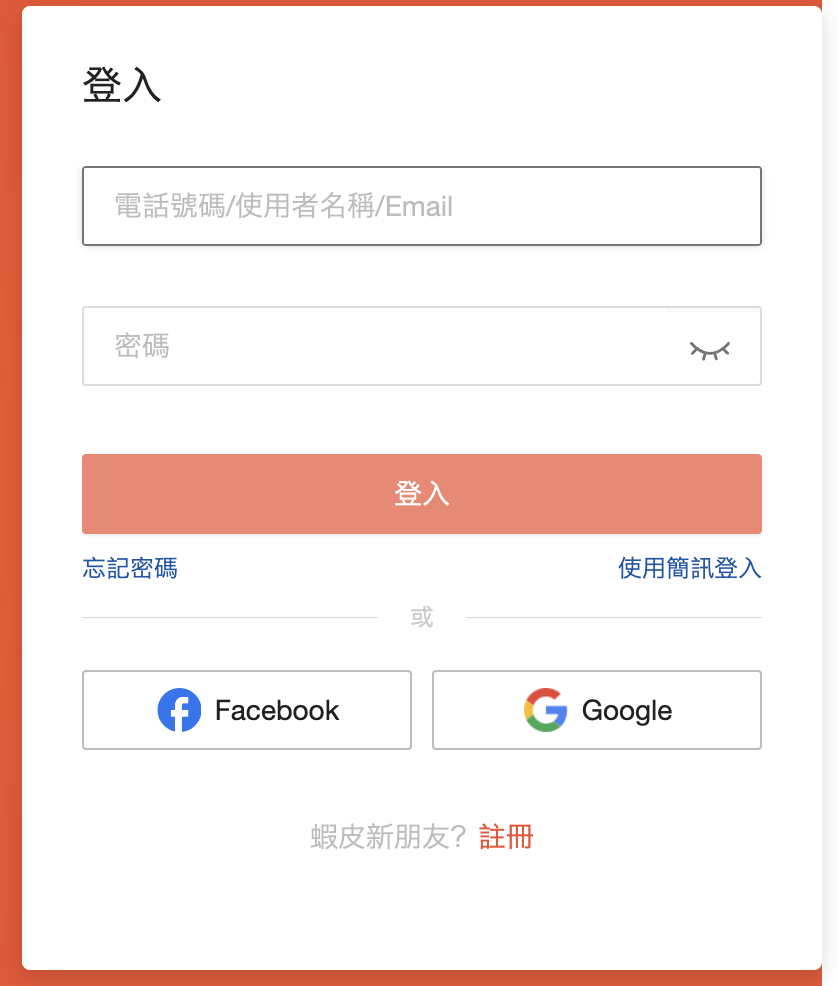 登入
電話號碼/使用者名稱/Email
密碼
登入
忘記密碼 使用簡訊登入
或
Facebook Google
蝦皮新朋友? 註冊